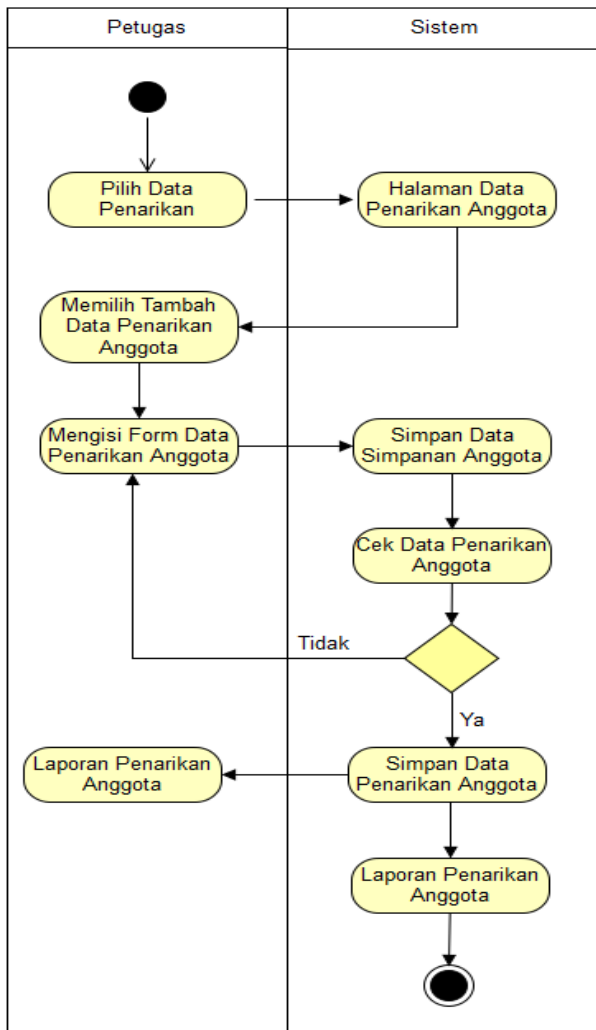 Petugas
Sistem
Pilih Data
Penarikan
Halaman Data
Penarikan Anggota
Memilih Tambah
Data Penarikan
Anggota
Mengisi Form Data
Penarikan Anggota
Simpan Data
Simpanan Anggota
Cek Data Penarikan
Anggota
Tidak
Ya
Laporan Penarikan
Anggota
Simpan Data
Penarikan Anggota
Laporan Penarikan
Anggota